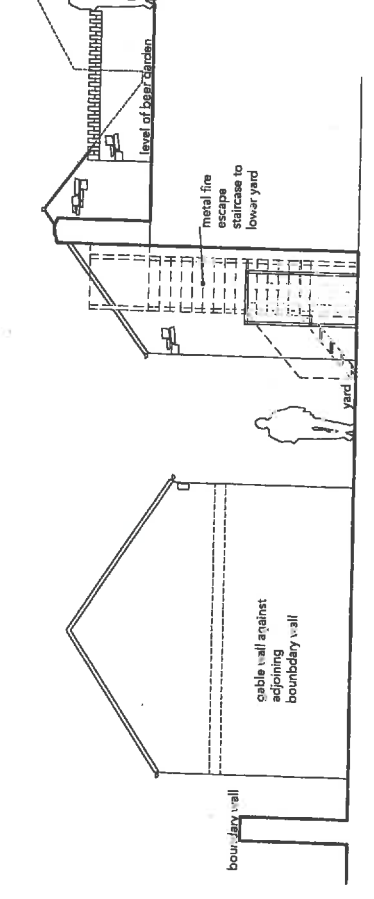 level of beer garden
metal fire
escape
staircase to
lower yard
yard
gable wall against
adjoining
bounbdary wall
boundary wall